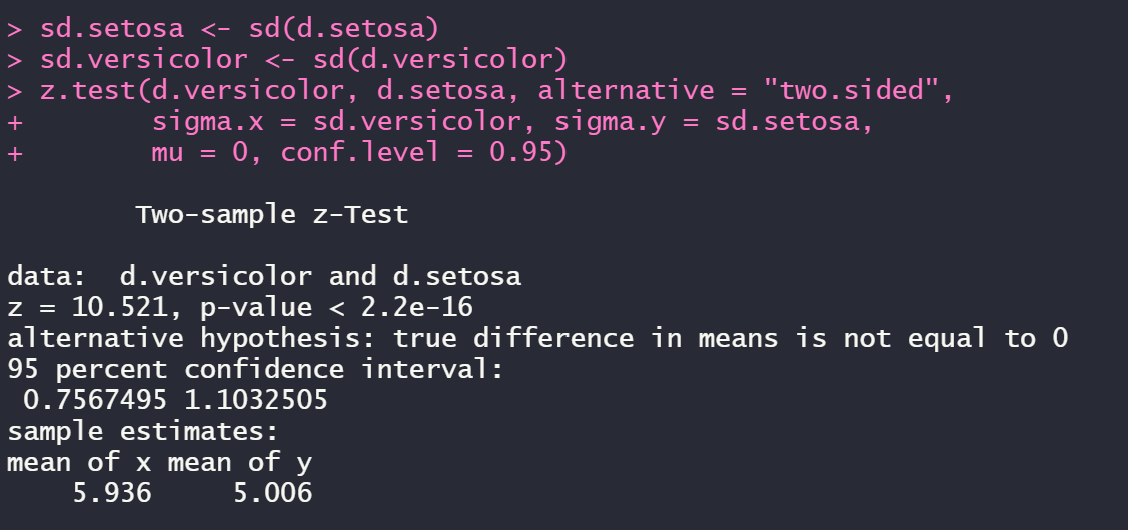 > sd.setosa <- sd(d.setosa)
> sd.versicolor <- sd(d.versicolor)
> z.test(d.versicolor, d.setosa, alternative = "two.sided",
+        sigma.x = sd.versicolor, sigma.y = sd.setosa,
+        mu = 0, conf.level = 0.95)
        Two-sample z-Test
data:  d.versicolor and d.setosa
z = 10.521, p-value < 2.2e-16
alternative hypothesis: true difference in means is not equal to 0
95 percent confidence interval:
 0.7567495 1.1032505
sample estimates:
mean of x mean of y
    5.936     5.006